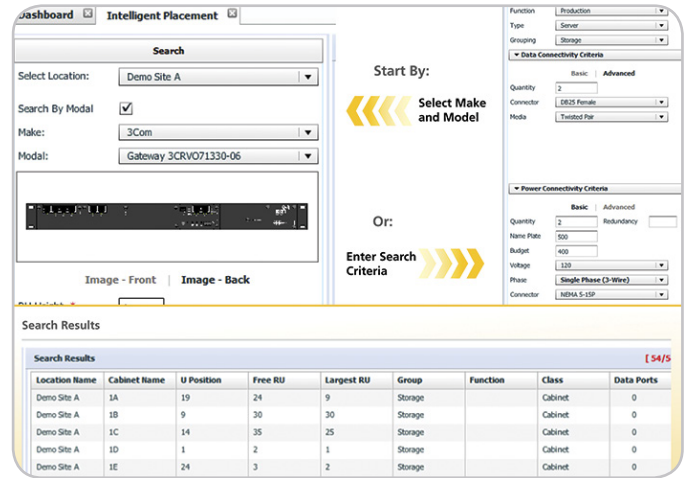 Dashboard
Intelligent Placement
Search
Select Location: Demo Site A
Search By Modal
Make: 3Com
Modal: Gateway 3CRVO71330-06
Image - Front | Image - Back
Start By:
Select Make
and Model
Or:
Enter Search
Criteria
Function Production
Type Server
Grouping Storage
Data Connectivity Criteria
Basic | Advanced
Quantity 2
Connector DB25 Female
Media Twisted Pair
Power Connectivity Criteria
Basic | Advanced
Quantity 2 Redundancy
Name Plate 500
Budget 400
Voltage 120
Phase Single Phase (3-Wire)
Connector NEMA 5-15P
Search Results
Search Results [ 54/5
Location Name Cabinet Name U Position Free RU Largest RU Group Function Class Data Ports
Demo Site A 1A 19 24 9 Storage Cabinet 0
Demo Site A 1B 9 30 30 Storage Cabinet 0
Demo Site A 1C 14 35 25 Storage Cabinet 0
Demo Site A 1D 1 2 1 Storage Cabinet 0
Demo Site A 1E 24 3 2 Storage Cabinet 0